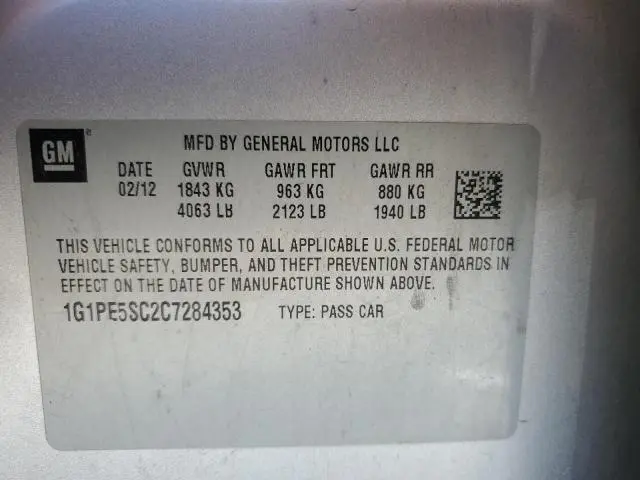 GM ®
MFD BY GENERAL MOTORS LLC
DATE GVWR GAWR FRT GAWR RR
02/12 1843 KG 963 KG 880 KG
4063 LB 2123 LB 1940 LB
THIS VEHICLE CONFORMS TO ALL APPLICABLE U.S. FEDERAL MOTOR
VEHICLE SAFETY, BUMPER, AND THEFT PREVENTION STANDARDS IN
EFFECT ON THE DATE OF MANUFACTURE SHOWN ABOVE.
1G1PE5SC2C7284353 TYPE: PASS CAR